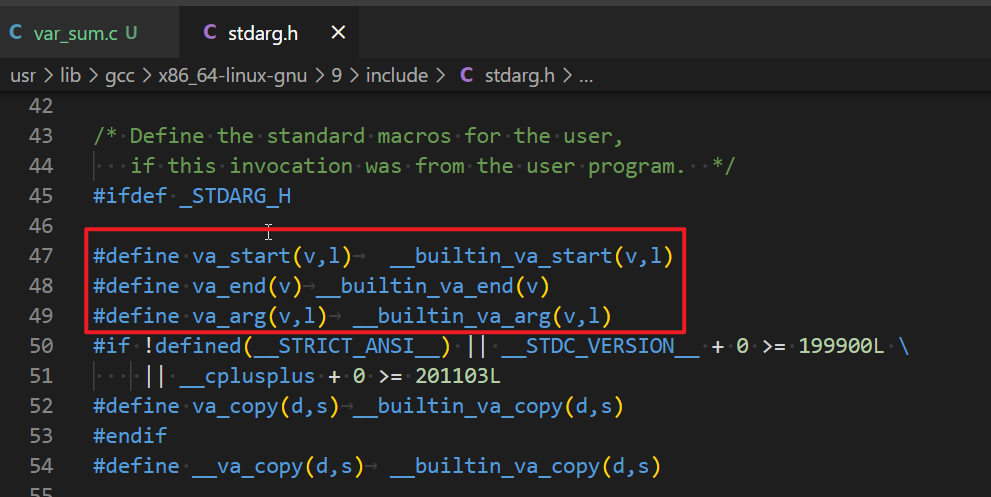 var_sum.c U stdarg.h
usr > lib > gcc > x86_64-linux-gnu > 9 > include > C stdarg.h > ...
42
43 /* Define the standard macros for the user,
44 if this invocation was from the user program. */
45 #ifdef _STDARG_H
46
47 #define va_start(v,l) __builtin_va_start(v,l)
48 #define va_end(v) __builtin_va_end(v)
49 #define va_arg(v,l) __builtin_va_arg(v,l)
50 #if !defined(__STRICT_ANSI__) || __STDC_VERSION__ + 0 >= 199900L \
51 || __cplusplus + 0 >= 201103L
52 #define va_copy(d,s) __builtin_va_copy(d,s)
53 #endif
54 #define __va_copy(d,s) __builtin_va_copy(d,s)
55